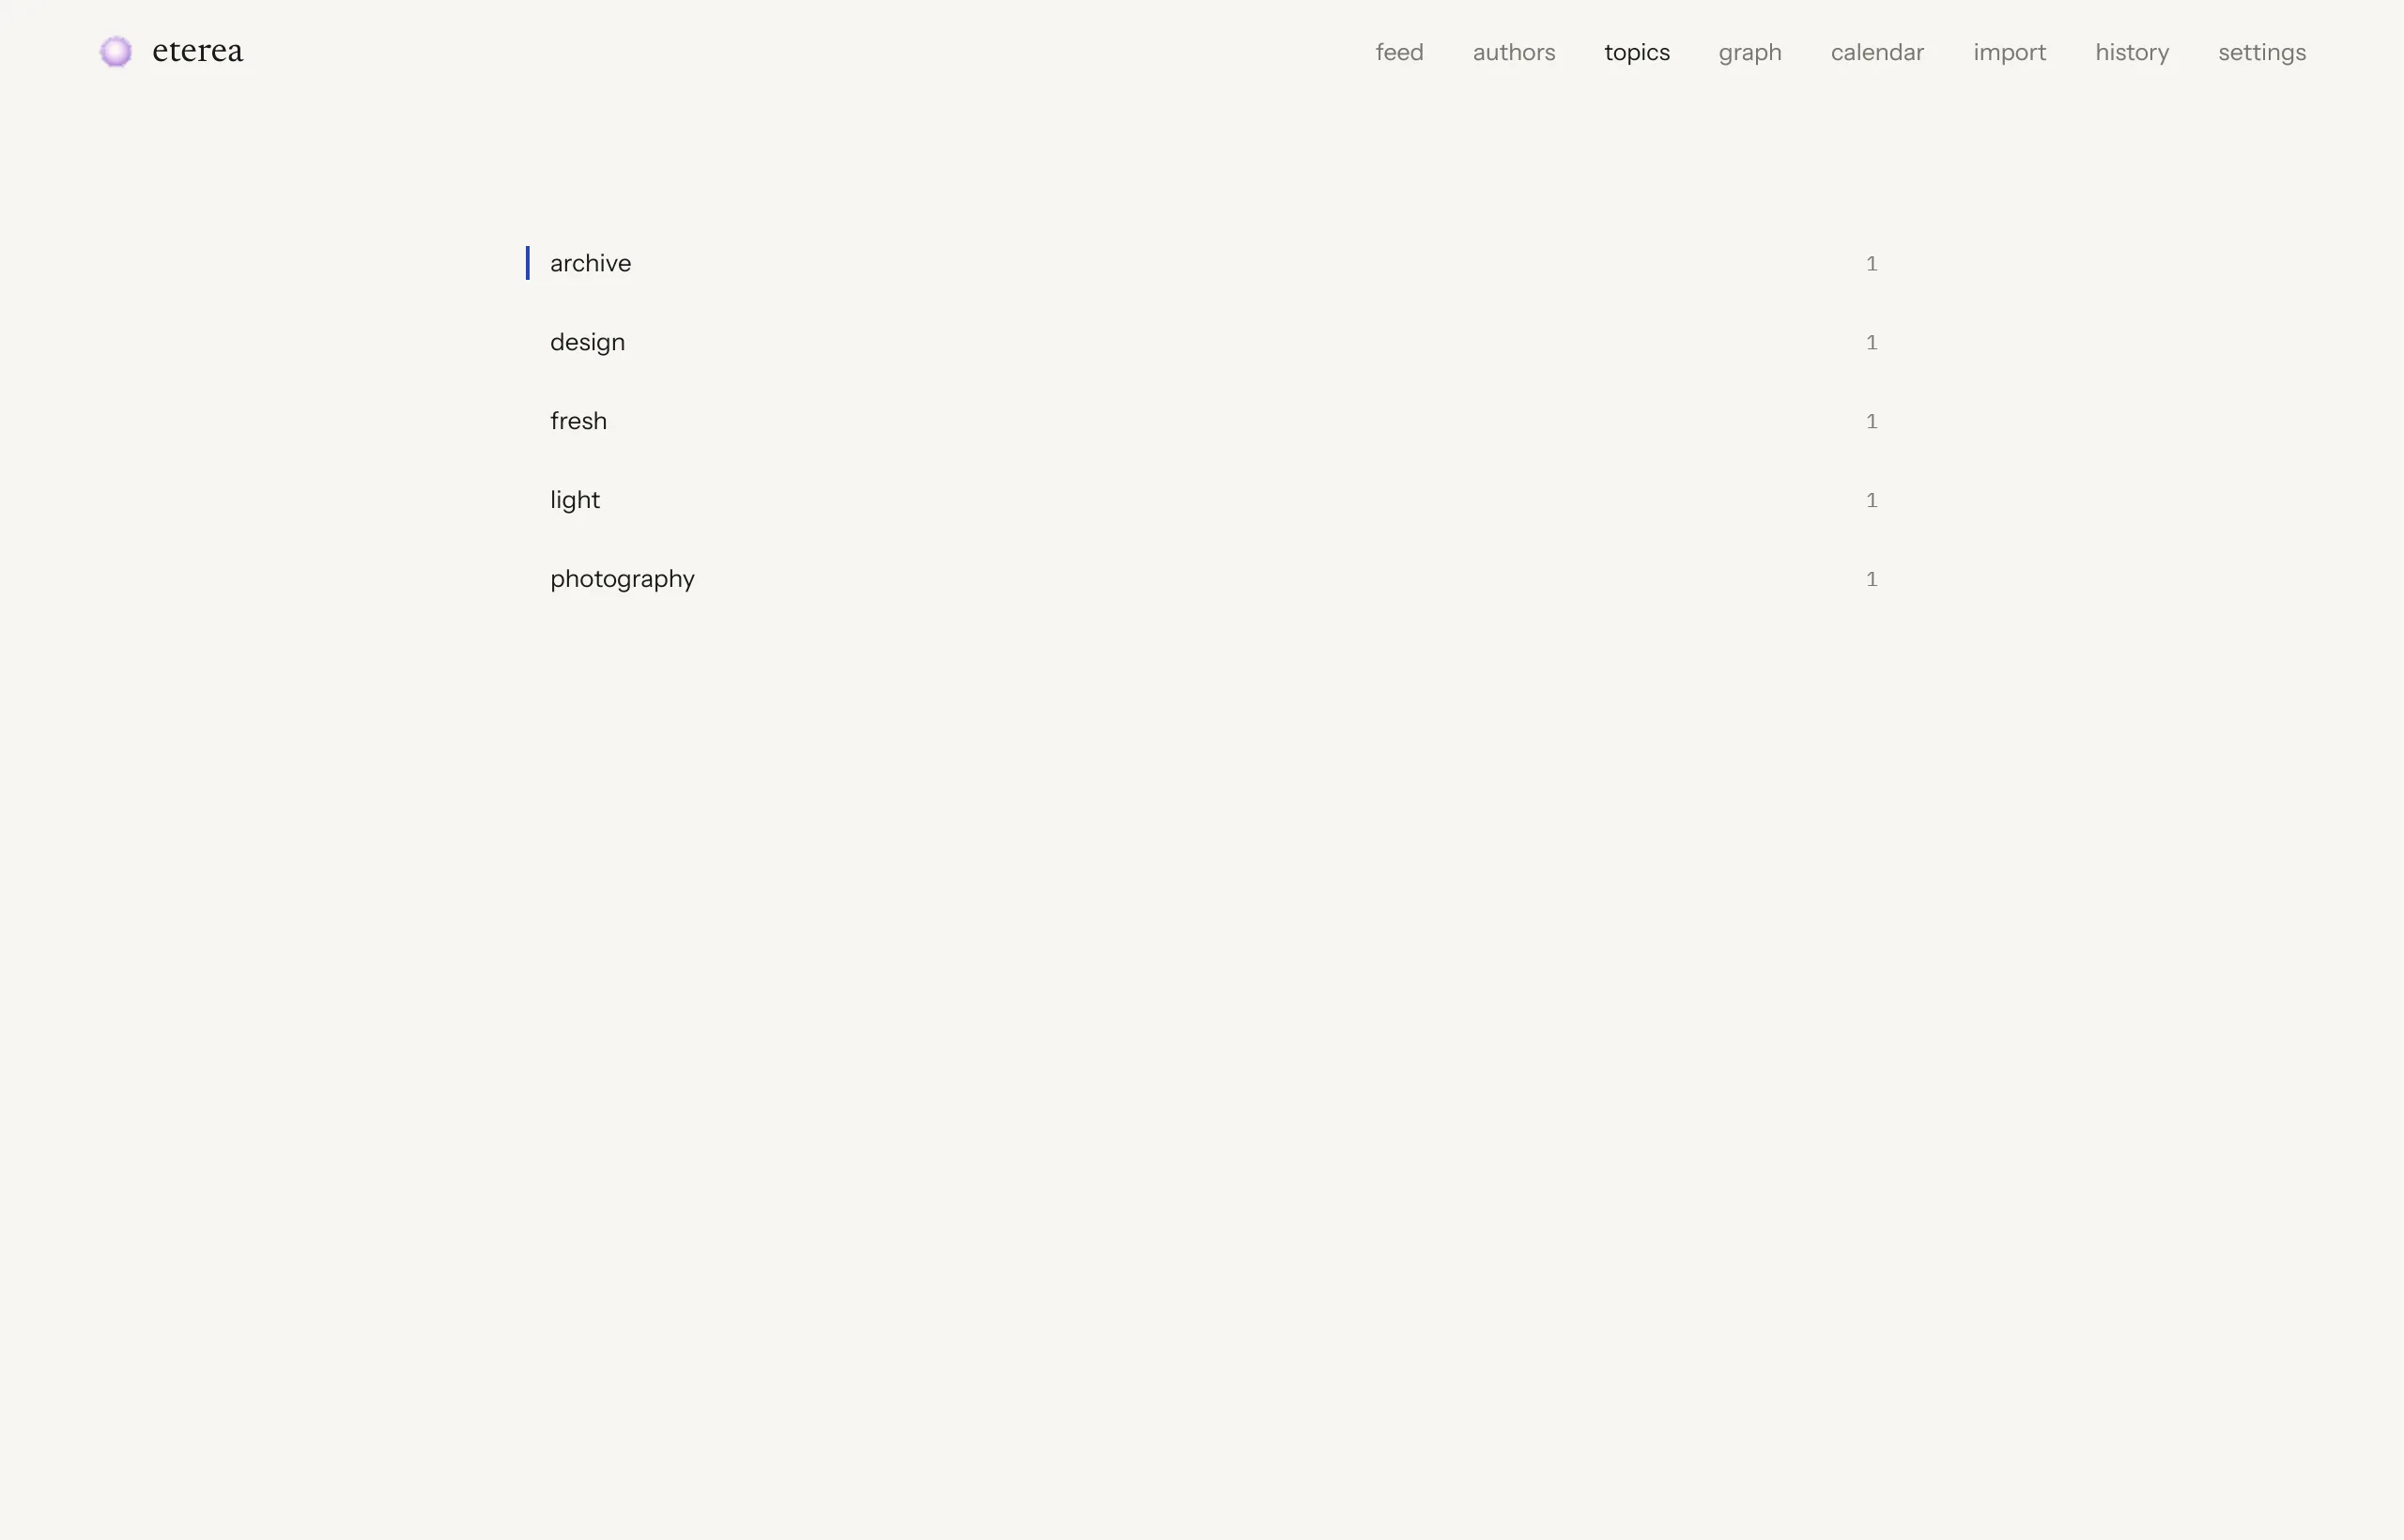 eterea
feed authors topics graph calendar import history settings
archive 1
design 1
fresh 1
light 1
photography 1